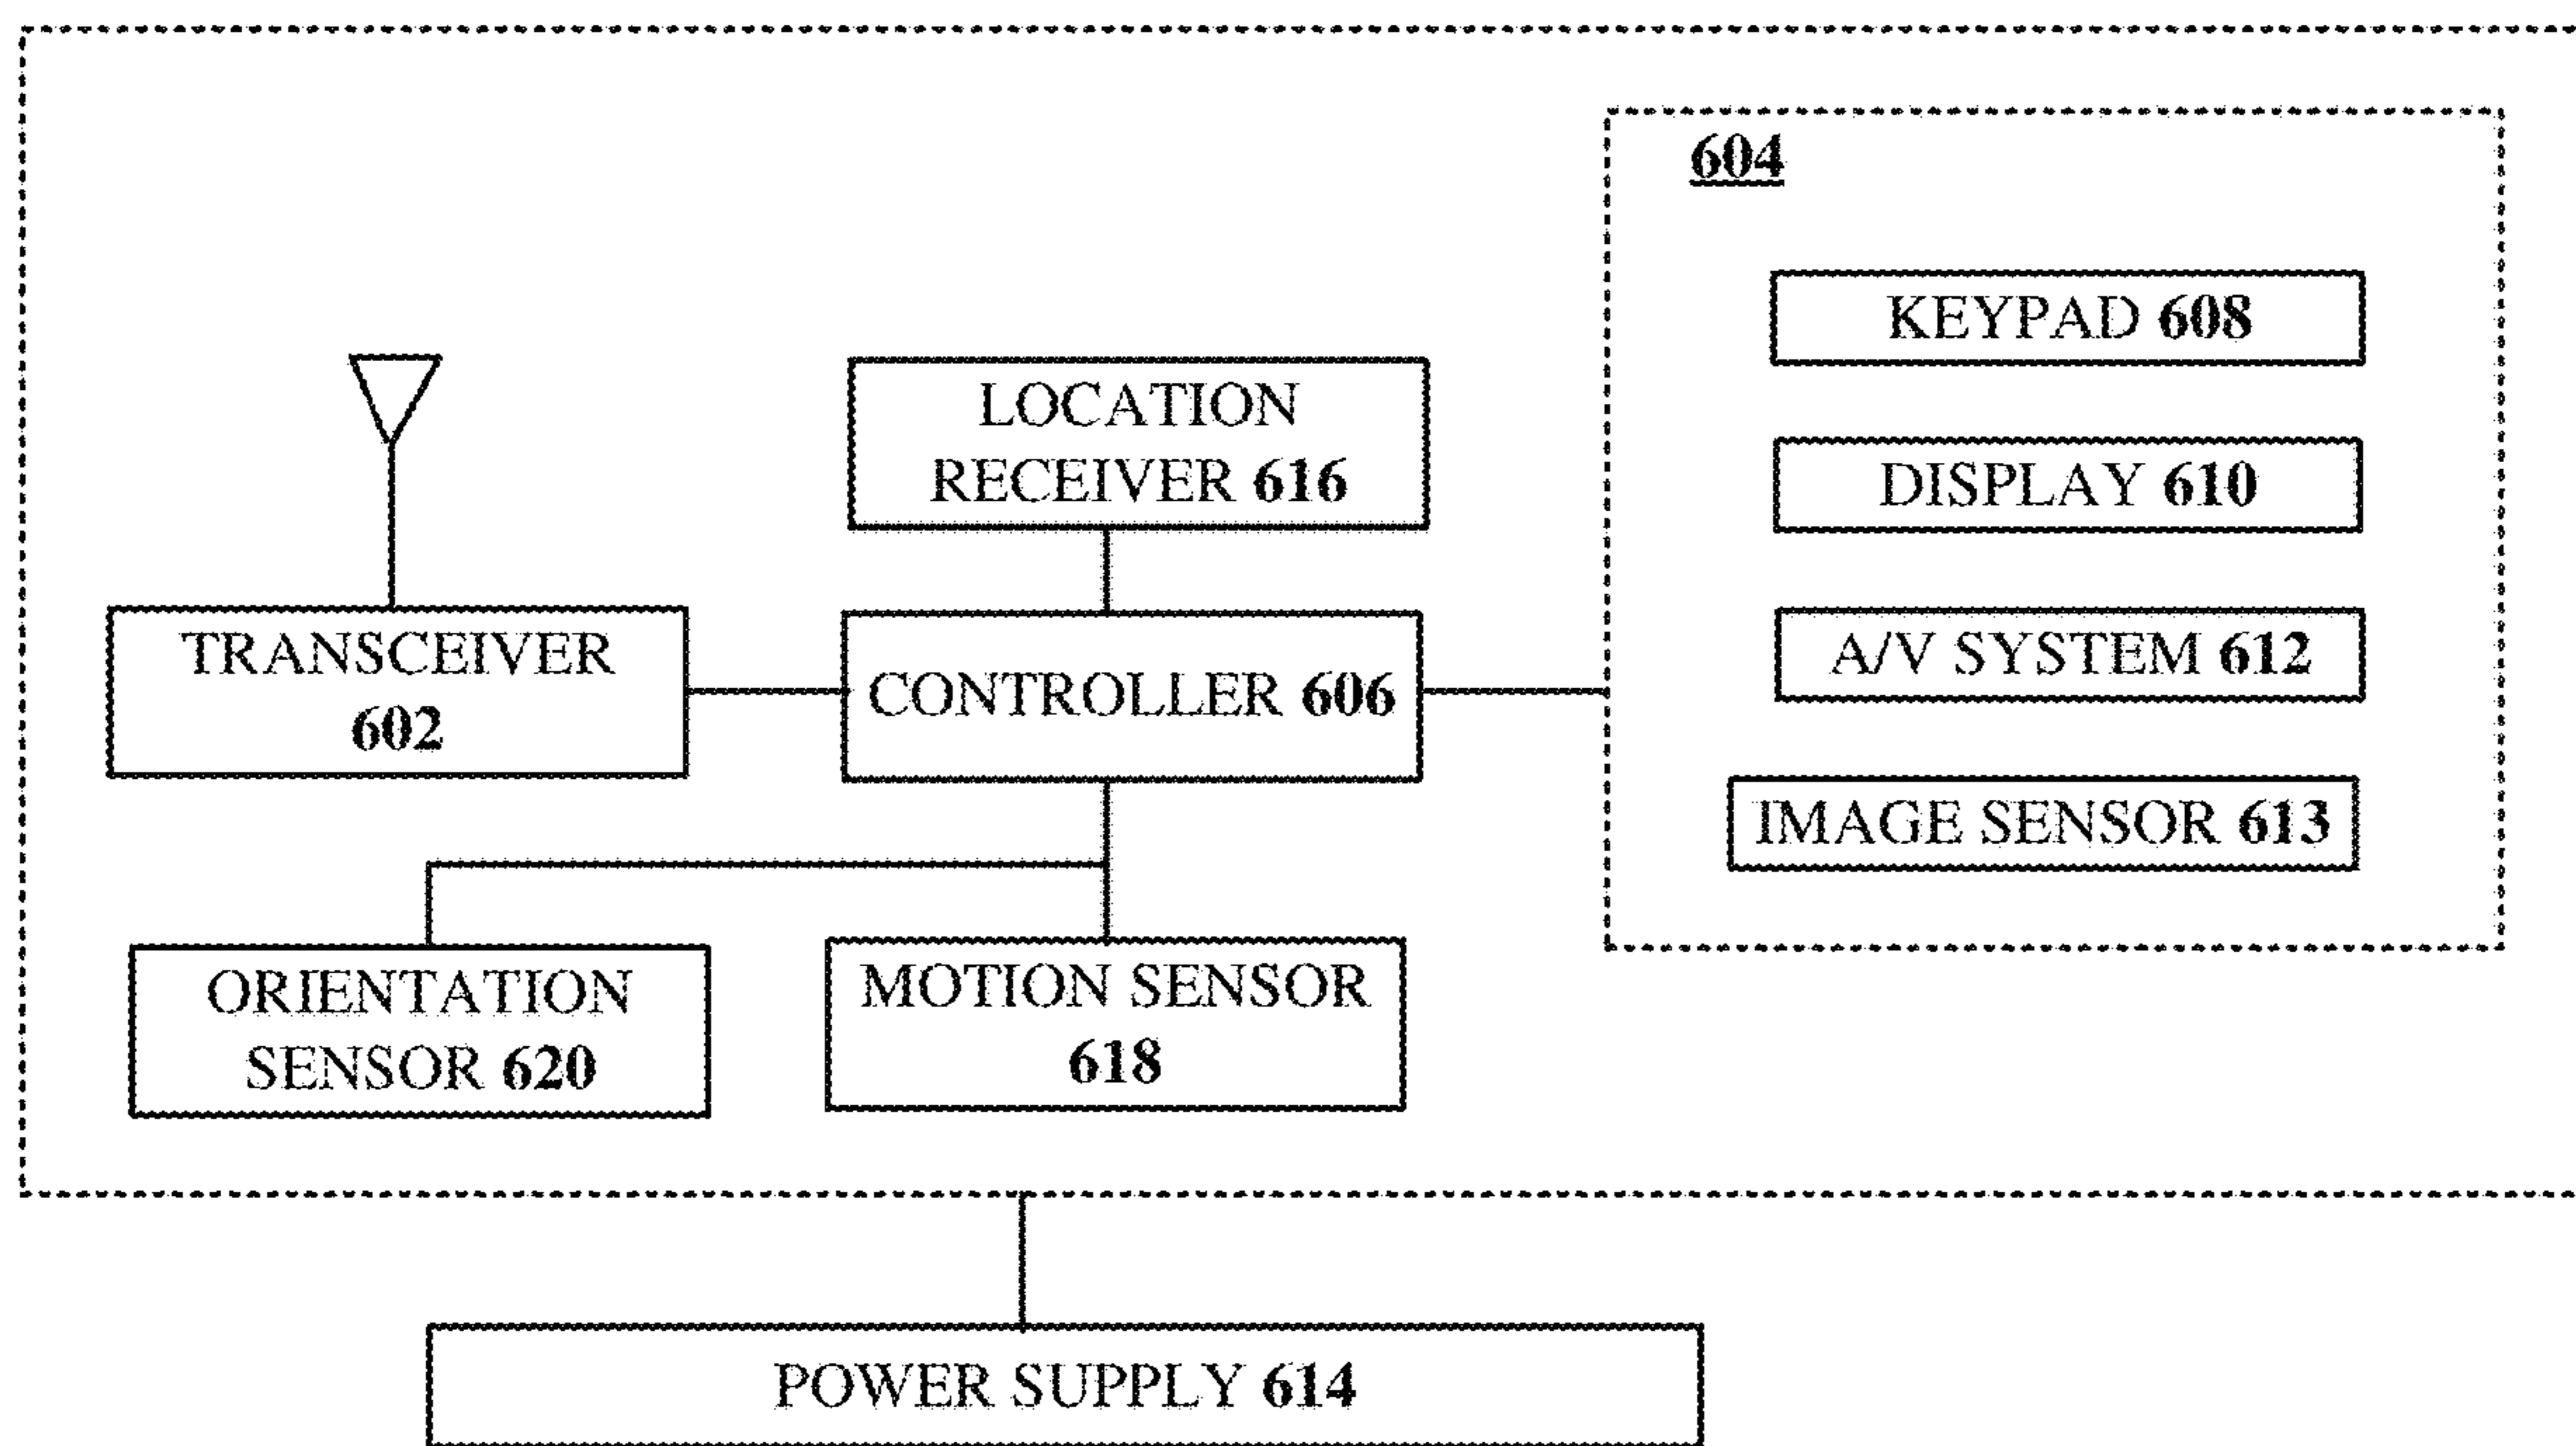 604
KEYPAD 608
DISPLAY 610
A/V SYSTEM 612
IMAGE SENSOR 613
LOCATION
RECEIVER 616
TRANSCEIVER
602
CONTROLLER 606
ORIENTATION
SENSOR 620
MOTION SENSOR
618
POWER SUPPLY 614